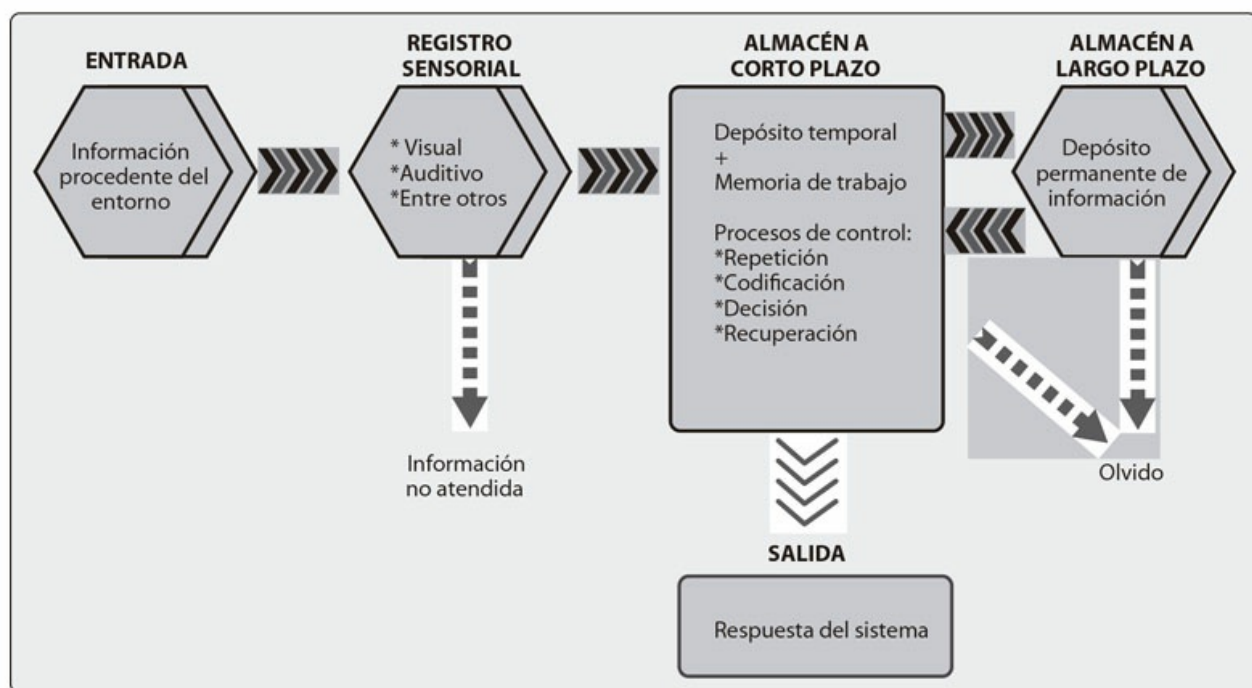 ENTRADA
Información
procedente del
entorno
REGISTRO
SENSORIAL
* Visual
*Auditivo
*Entre otros
Información
no atendida
ALMACÉN A
CORTO PLAZO
Depósito temporal
+
Memoria de trabajo
Procesos de control:
*Repetición
*Codificación
*Decisión
*Recuperación
ALMACÉN A
LARGO PLAZO
Depósito
permanente de
información
Olvido
SALIDA
Respuesta del sistema